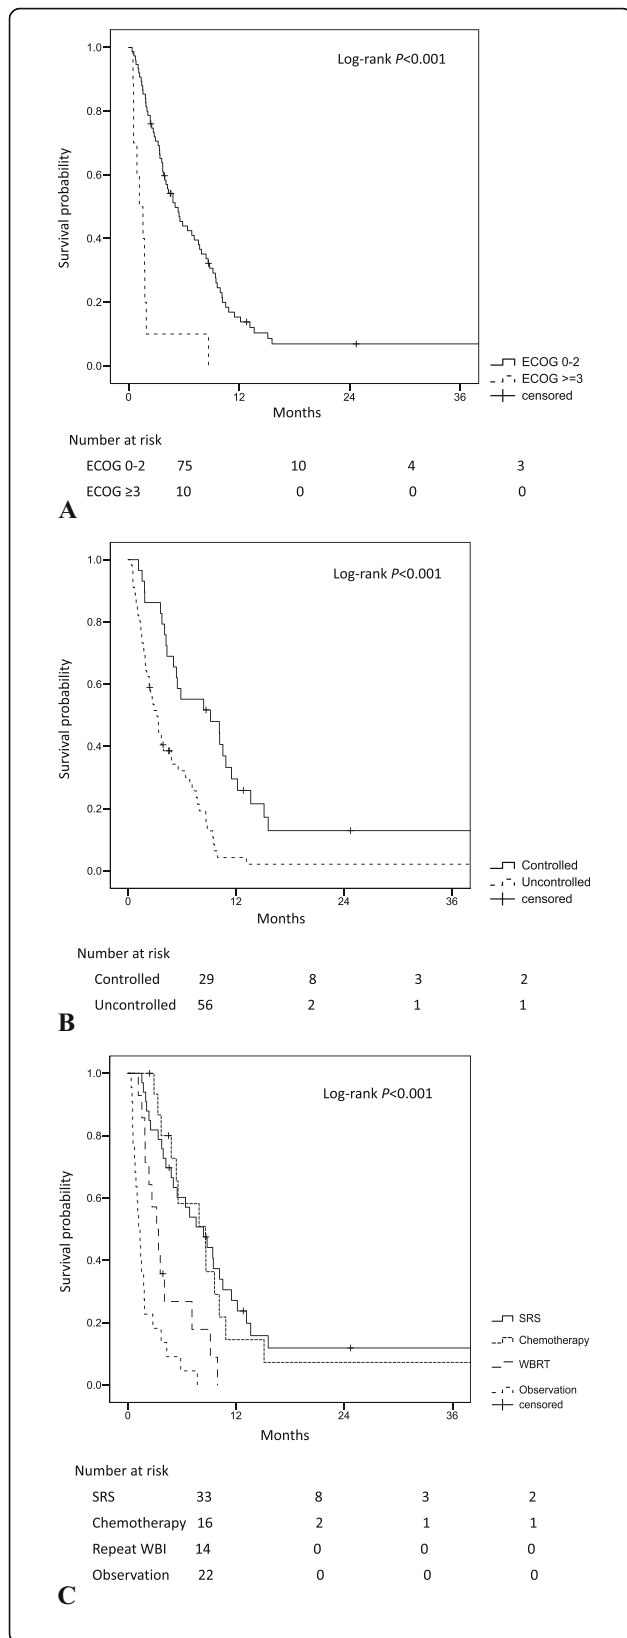 Log-rank P<0.001
1.0
0.8
0.6
0.4
0.2
0.0
Survival probability
0 12 24 36
Months
ECOG 0-2
ECOG >=3
censored
Number at risk
ECOG 0-2 75 10 4 3
ECOG ≥3 10 0 0 0
A
Log-rank P<0.001
1.0
0.8
0.6
0.4
0.2
0.0
Survival probability
0 12 24 36
Months
Controlled
Uncontrolled
censored
Number at risk
Controlled 29 8 3 2
Uncontrolled 56 2 1 1
B
Log-rank P<0.001
1.0
0.8
0.6
0.4
0.2
0.0
Survival probability
0 12 24 36
Months
SRS
Chemotherapy
WBRT
Observation
censored
Number at risk
SRS 33 8 3 2
Chemotherapy 16 2 1 1
Repeat WBI 14 0 0 0
Observation 22 0 0 0
C